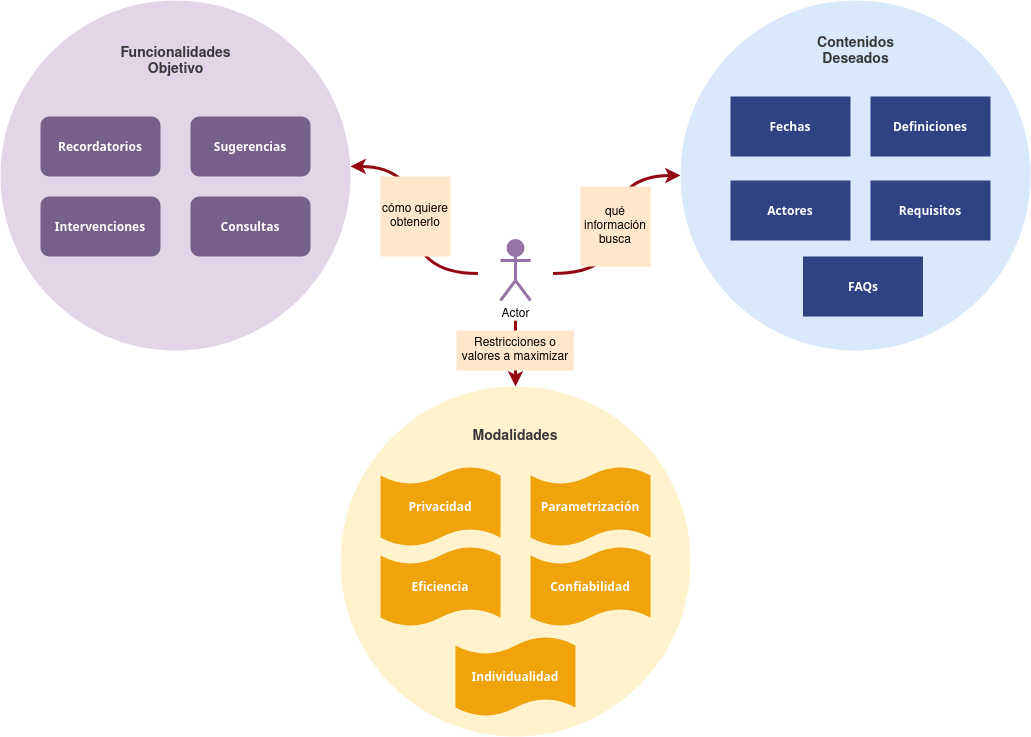 Funcionalidades
Objetivo
Recordatorios
Sugerencias
Intervenciones
Consultas
cómo quiere
obtenerlo
Contenidos
Deseados
Fechas
Definiciones
Actores
Requisitos
FAQs
qué
información
busca
Actor
Restricciones o
valores a maximizar
Modalidades
Privacidad
Parametrización
Eficiencia
Confiabilidad
Individualidad